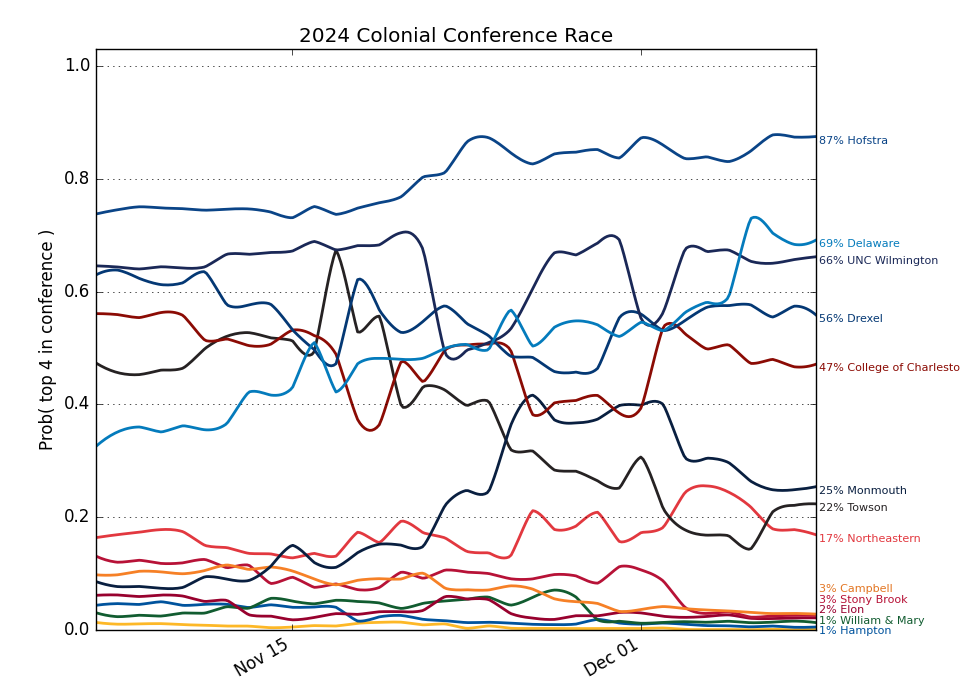 2024 Colonial Conference Race
Prob( top 4 in conference )
1.0
0.8
0.6
0.4
0.2
0.0
Nov 15
Dec 01
87% Hofstra
69% Delaware
66% UNC Wilmington
56% Drexel
47% College of Charlesto
25% Monmouth
22% Towson
17% Northeastern
3% Campbell
3% Stony Brook
2% Elon
1% William & Mary
1% Hampton